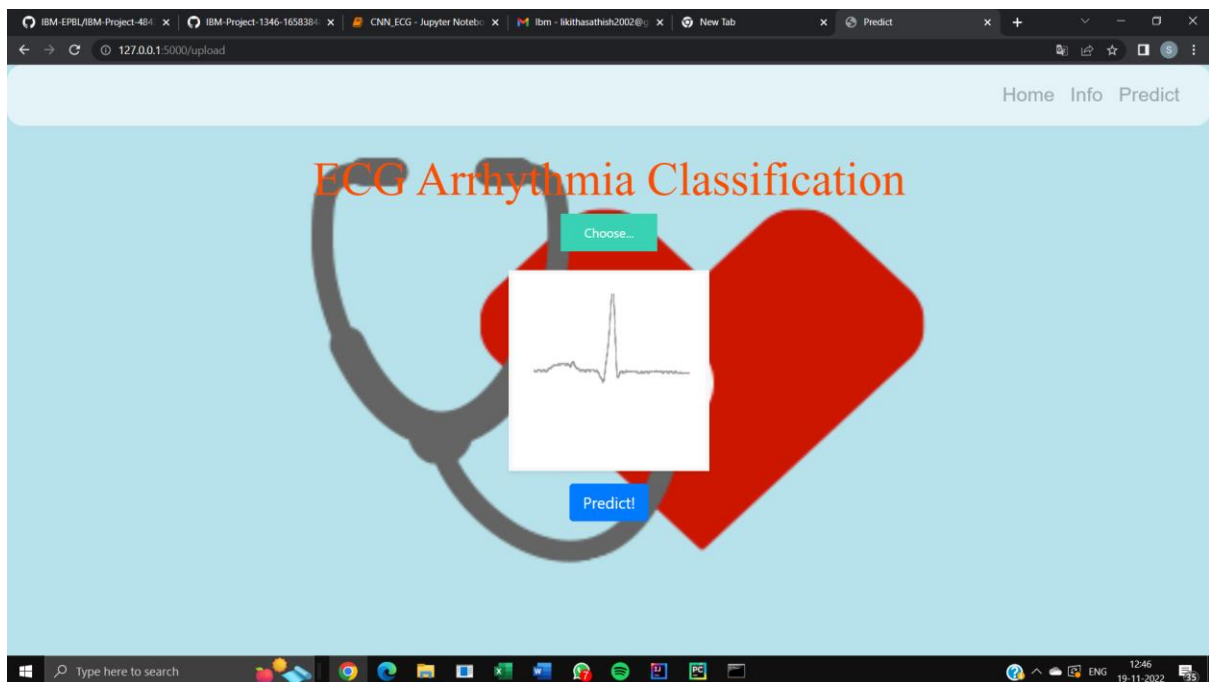 IBM-EPBL/IBM-Project-484
IBM-Project-1346-1658384
CNN_ECG - Jupyter Notebo
Ibm - likithasathish2002@g
New Tab
Predict
127.0.0.1:5000/upload
S
Home Info Predict
ECG Arrhythmia Classification
Choose...
Predict!
Type here to search
ENG
12:46
19-11-2022
35